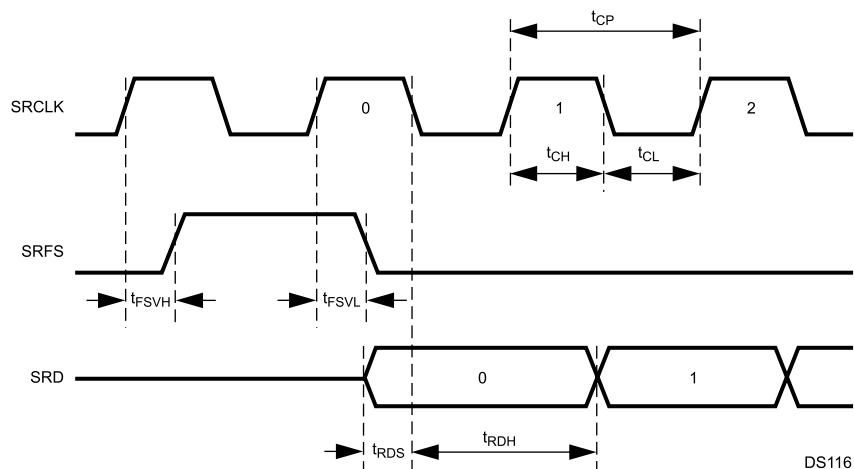 tCP
SRCLK
0
1
2
tCH
tCL
SRFS
tFSVH
tFSVL
SRD
0
1
tRDS
tRDH
DS116